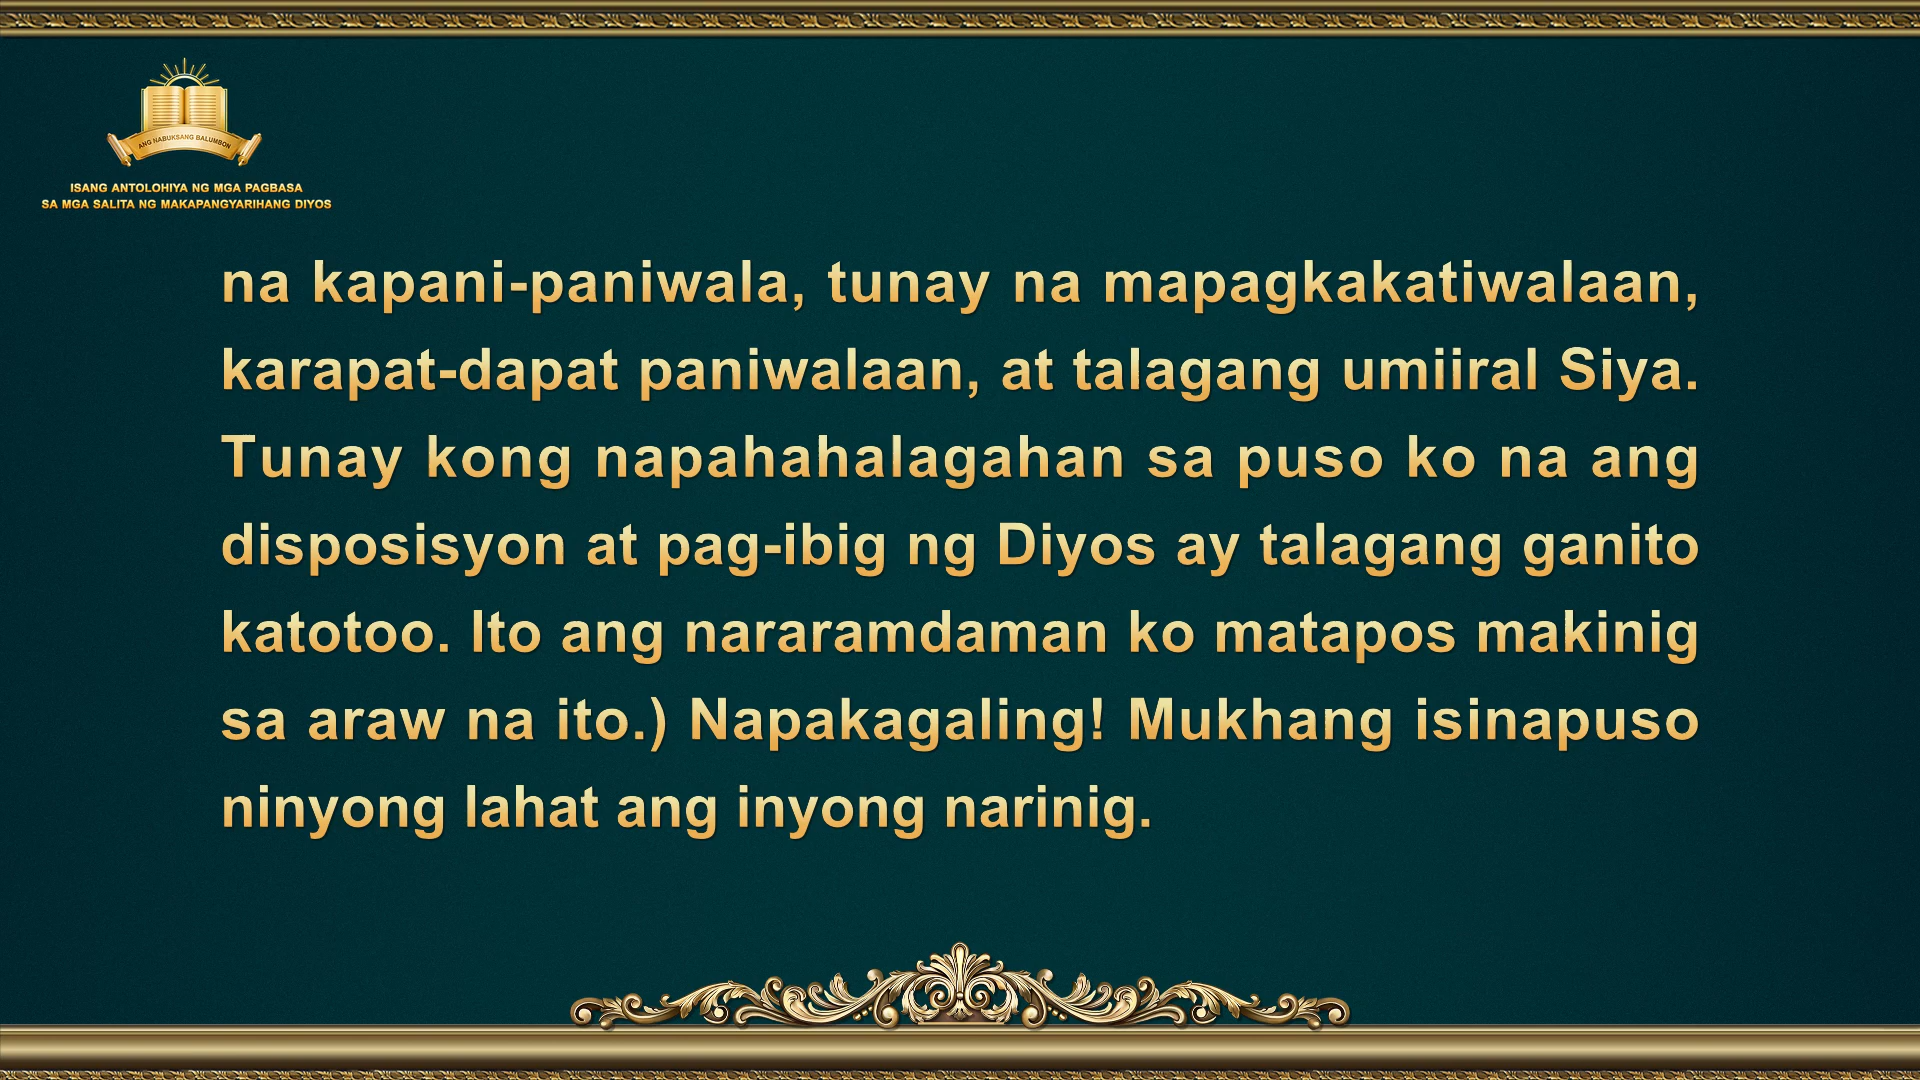 ANG NABUKSANG BALUMBON
ISANG ANTOLOHIYA NG MGA PAGBASA
SA MGA SALITA NG MAKAPANGYARIHANG DIYOS
na kapani-paniwala, tunay na mapagkakatiwalaan,
karapat-dapat paniwalaan, at talagang umiiral Siya.
Tunay kong napahahalagahan sa puso ko na ang
disposisyon at pag-ibig ng Diyos ay talagang ganito
katotoo. Ito ang nararamdaman ko matapos makinig
sa araw na ito.) Napakagaling! Mukhang isinapuso
ninyong lahat ang inyong narinig.